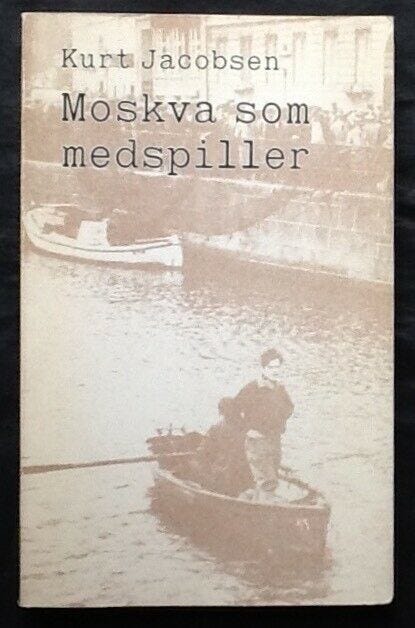 Kurt Jacobsen
Moskva som
medspiller